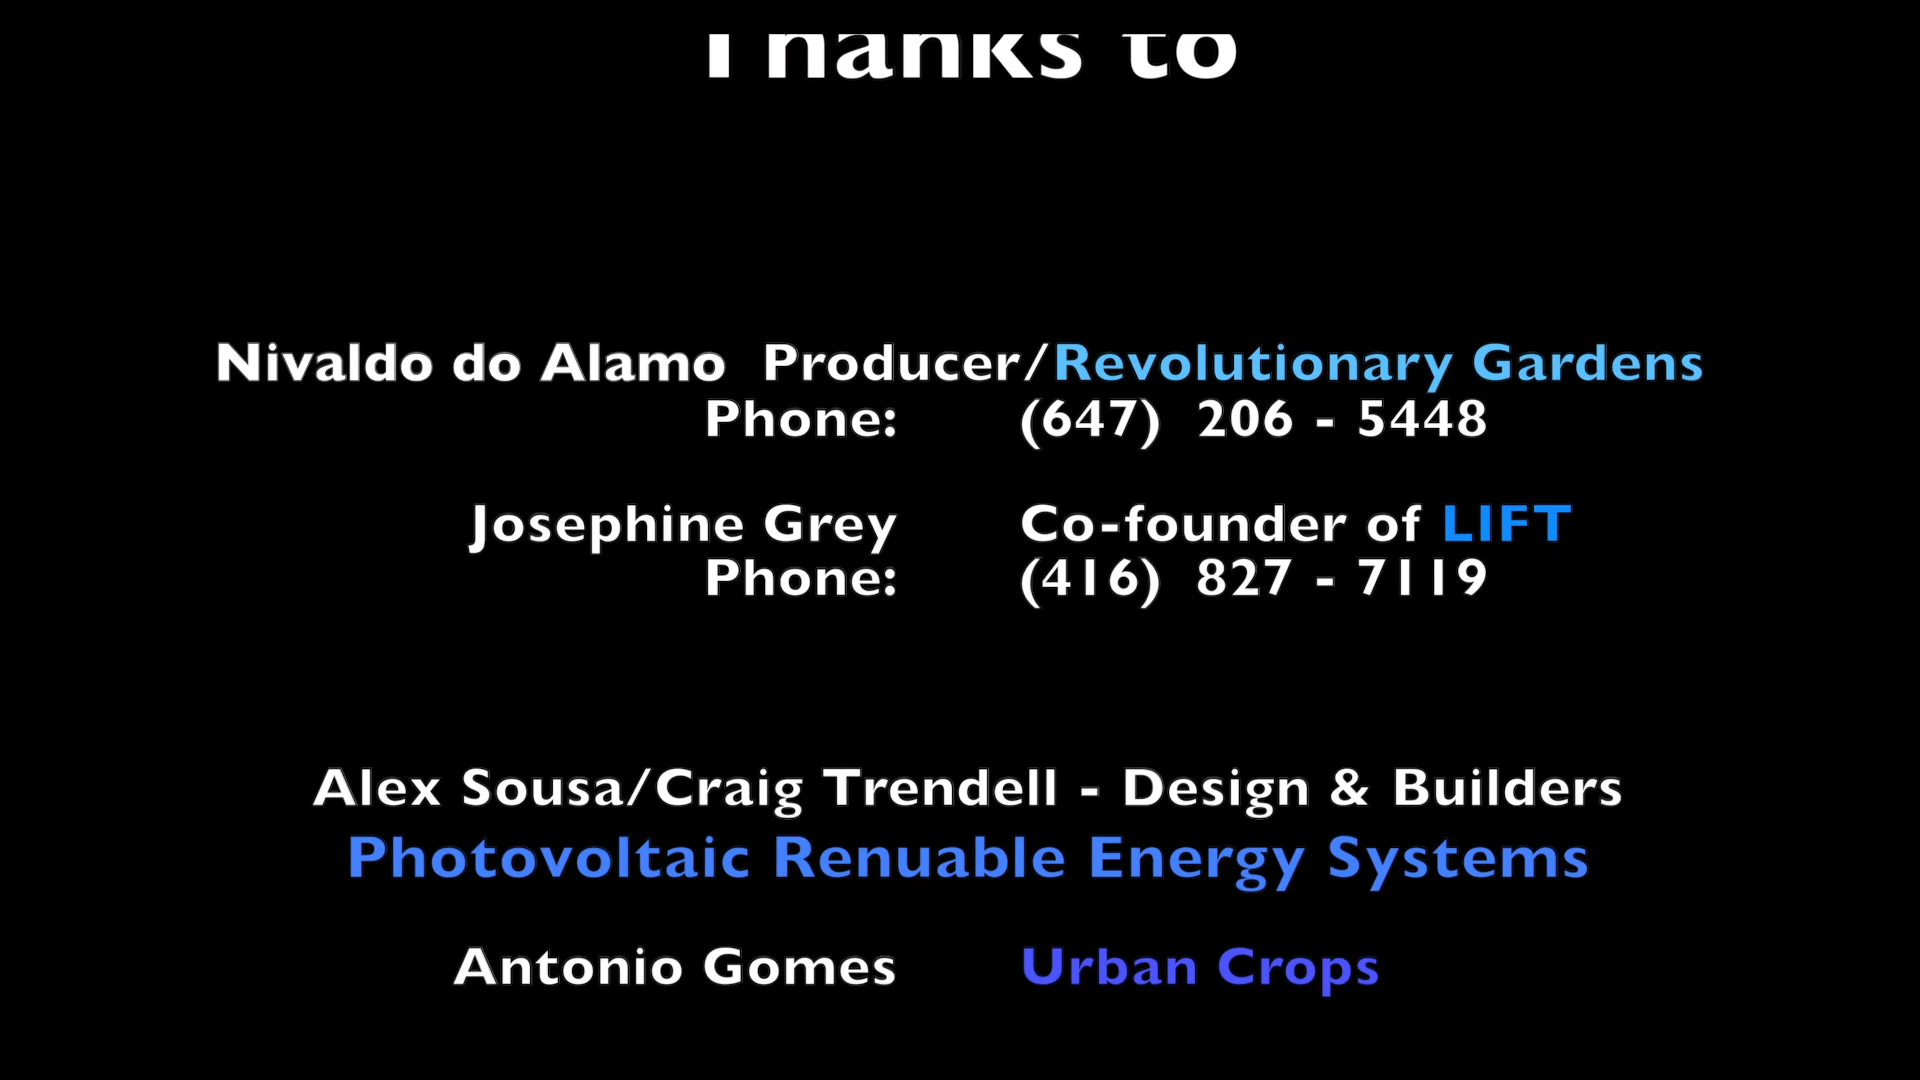 Thanks to
Nivaldo do Alamo Producer/Revolutionary Gardens
Phone: (647) 206 - 5448
Josephine Grey Co-founder of LIFT
Phone: (416) 827 - 7119
Alex Sousa/Craig Trendell - Design & Builders
Photovoltaic Renuable Energy Systems
Antonio Gomes Urban Crops